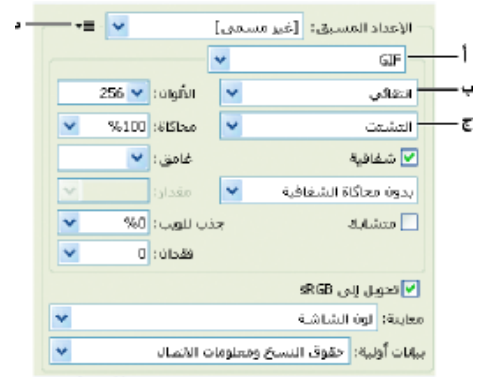 الإعداد المسبق: [غير مسمى]
د
GIF
أ
انتقائي
الألوان: 256
ب
التشتت
محاكاة: 100%
ج
شفافية
غامق:
بدون محاكاة الشفافية
مقدار:
متشابك
جذب للويب: 0%
فقدان: 0
تحويل إلى sRGB
معاينة: لون الشاشة
بيانات أولية: حقوق النسخ ومعلومات الاتصال